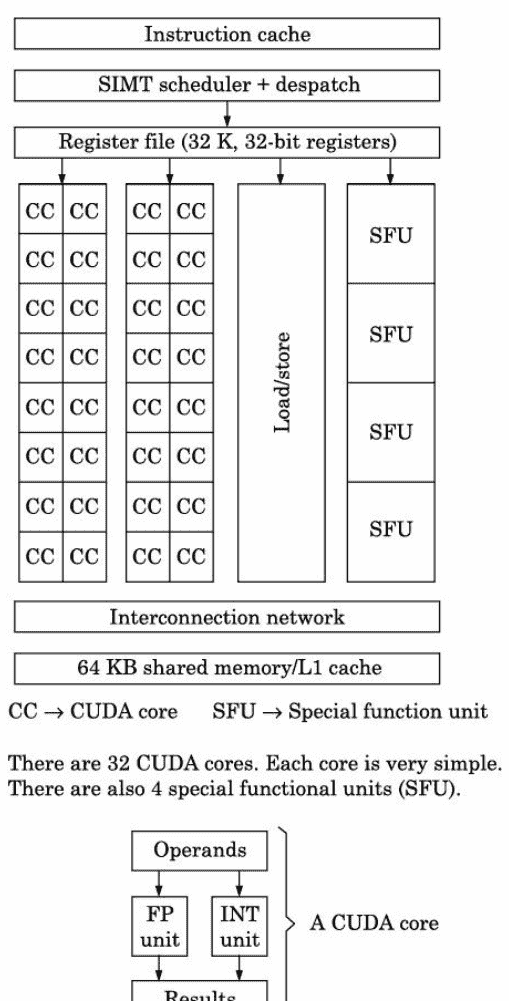 Instruction cache
SIMT scheduler + despatch
Register file (32 K, 32-bit registers)
CC CC CC CC
CC CC CC CC
CC CC CC CC
CC CC CC CC
CC CC CC CC
CC CC CC CC
CC CC CC CC
CC CC CC CC
Load/store
SFU
SFU
SFU
SFU
Interconnection network
64 KB shared memory/L1 cache
CC → CUDA core SFU → Special function unit
There are 32 CUDA cores. Each core is very simple.
There are also 4 special functional units (SFU).
Operands
FP unit
INT unit
A CUDA core
Results